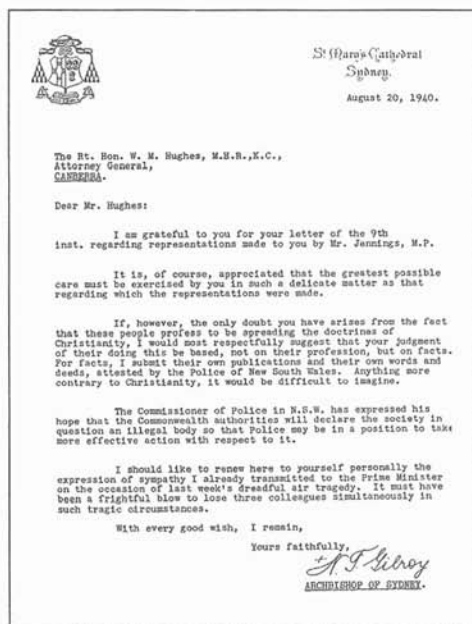 St Mary's Cathedral
Sydney.
August 20, 1940.
The Rt. Hon. W. M. Hughes, M.H.R.,K.C.,
Attorney General,
CANBERRA.
Dear Mr. Hughes:
I am grateful to you for your letter of the 9th
inst. regarding representations made to you by Mr. Jennings, M.P.
It is, of course, appreciated that the greatest possible
care must be exercised by you in such a delicate matter as that
regarding which the representations were made.
If, however, the only doubt you have arises from the fact
that these people profess to be spreading the doctrines of
Christianity, I would most respectfully suggest that your judgment
of their doing this be based, not on their profession, but on facts.
For facts, I submit their own publications and their own words and
deeds, attested by the Police of New South Wales. Anything more
contrary to Christianity, it would be difficult to imagine.
The Commissioner of Police in N.S.W. has expressed his
hope that the Commonwealth authorities will declare the society in
question an illegal body so that Police may be in a position to take
more effective action with respect to it.
I should like to renew here to yourself personally the
expression of sympathy I already transmitted to the Prime Minister
on the occasion of last week's dreadful air tragedy. It must have
been a frightful blow to lose three colleagues simultaneously in
such tragic circumstances.
With every good wish, I remain,
Yours faithfully,
+N. T. Gilroy
ARCHBISHOP OF SYDNEY.